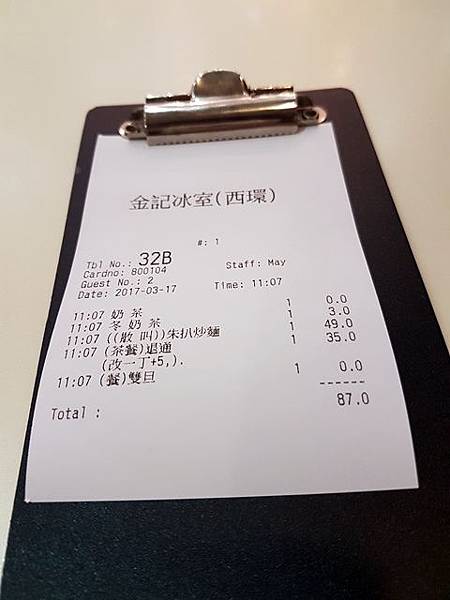 金記冰室(西環)
#: 1
Tbl No.: 32B
Staff: May
Cardno: 800104
Guest No.: 2
Date: 2017-03-17 Time: 11:07
11:07 奶 茶 1 0.0
11:07 冬 奶 茶 1 3.0
11:07 ((散 叫))朱扒炒麵 1 49.0
11:07 (茶餐)退通 1 35.0
(改一丁+5,).
11:07 (餐)雙旦 1 0.0
------
Total : 87.0